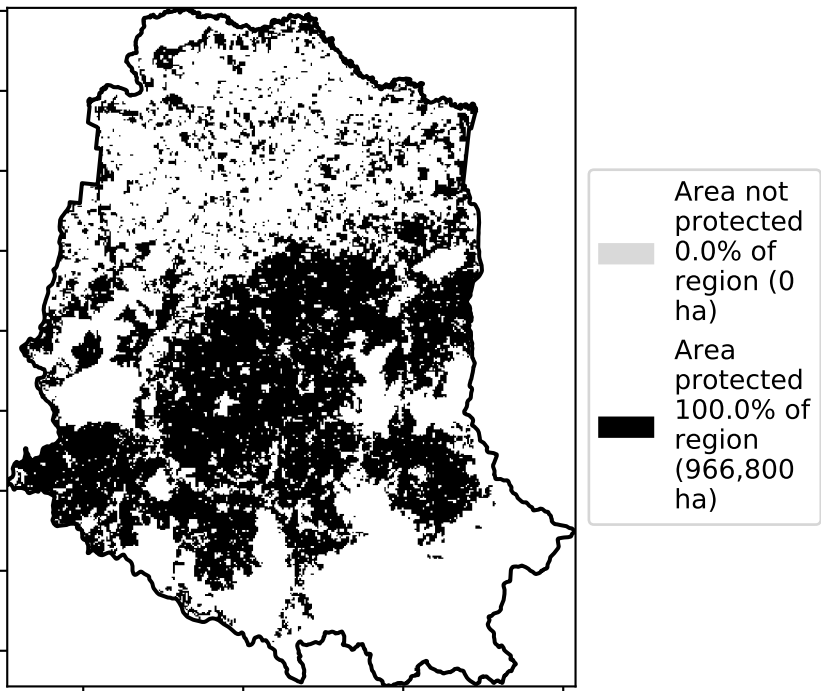 Area not
protected
0.0% of
region (0
ha)
Area
protected
100.0% of
region
(966,800
ha)